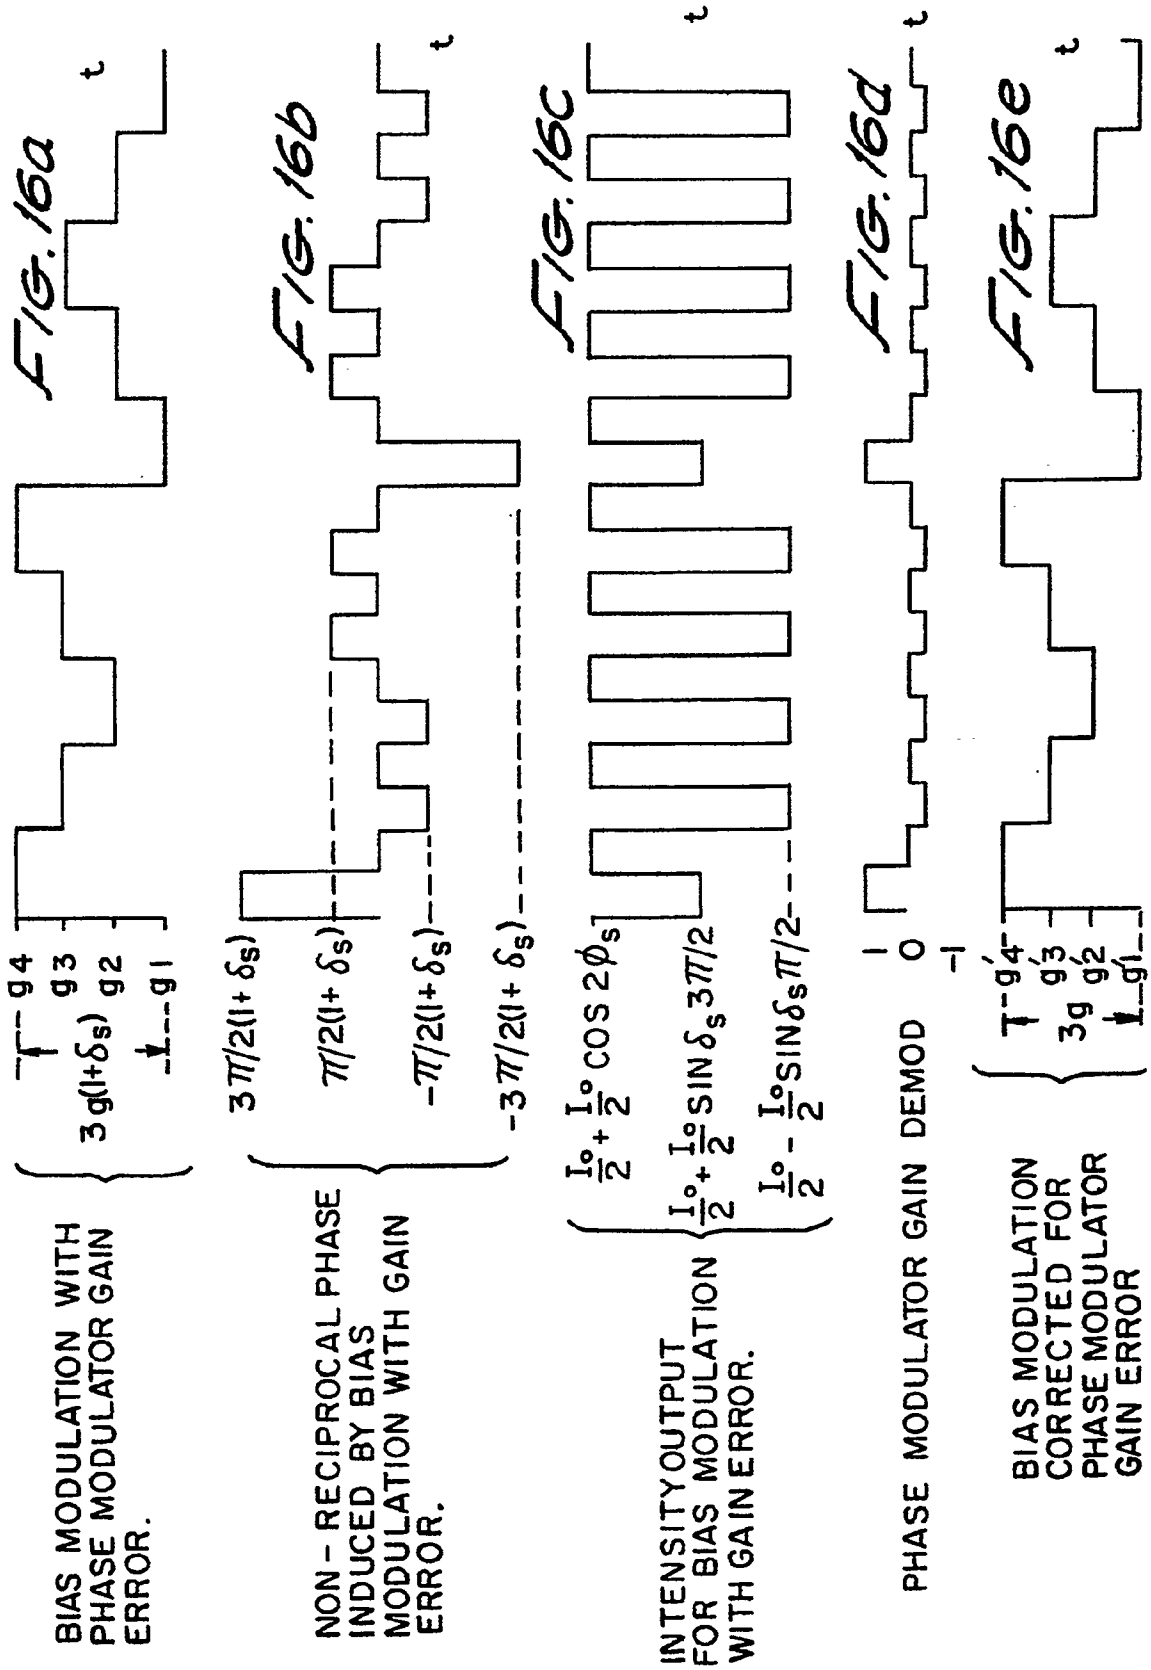 FIG. 16a
BIAS MODULATION WITH
PHASE MODULATOR GAIN
ERROR.
3g(1+δs)
g4
g3
g2
g1
t
FIG. 16b
NON-RECIPROCAL PHASE
INDUCED BY BIAS
MODULATION WITH GAIN
ERROR.
3π/2(1+δs)
π/2(1+δs)
-π/2(1+δs)
-3π/2(1+δs)
t
FIG. 16c
INTENSITY OUTPUT
FOR BIAS MODULATION
WITH GAIN ERROR.
I₀/2 + I₀/2 COS 2ϕs
I₀/2 + I₀/2 SIN δs 3π/2
I₀/2 - I₀/2 SIN δs π/2
t
FIG. 16d
PHASE MODULATOR GAIN DEMOD
1
0
-1
t
FIG. 16e
BIAS MODULATION
CORRECTED FOR
PHASE MODULATOR
GAIN ERROR
3g
g'4
g'3
g'2
g'1
t